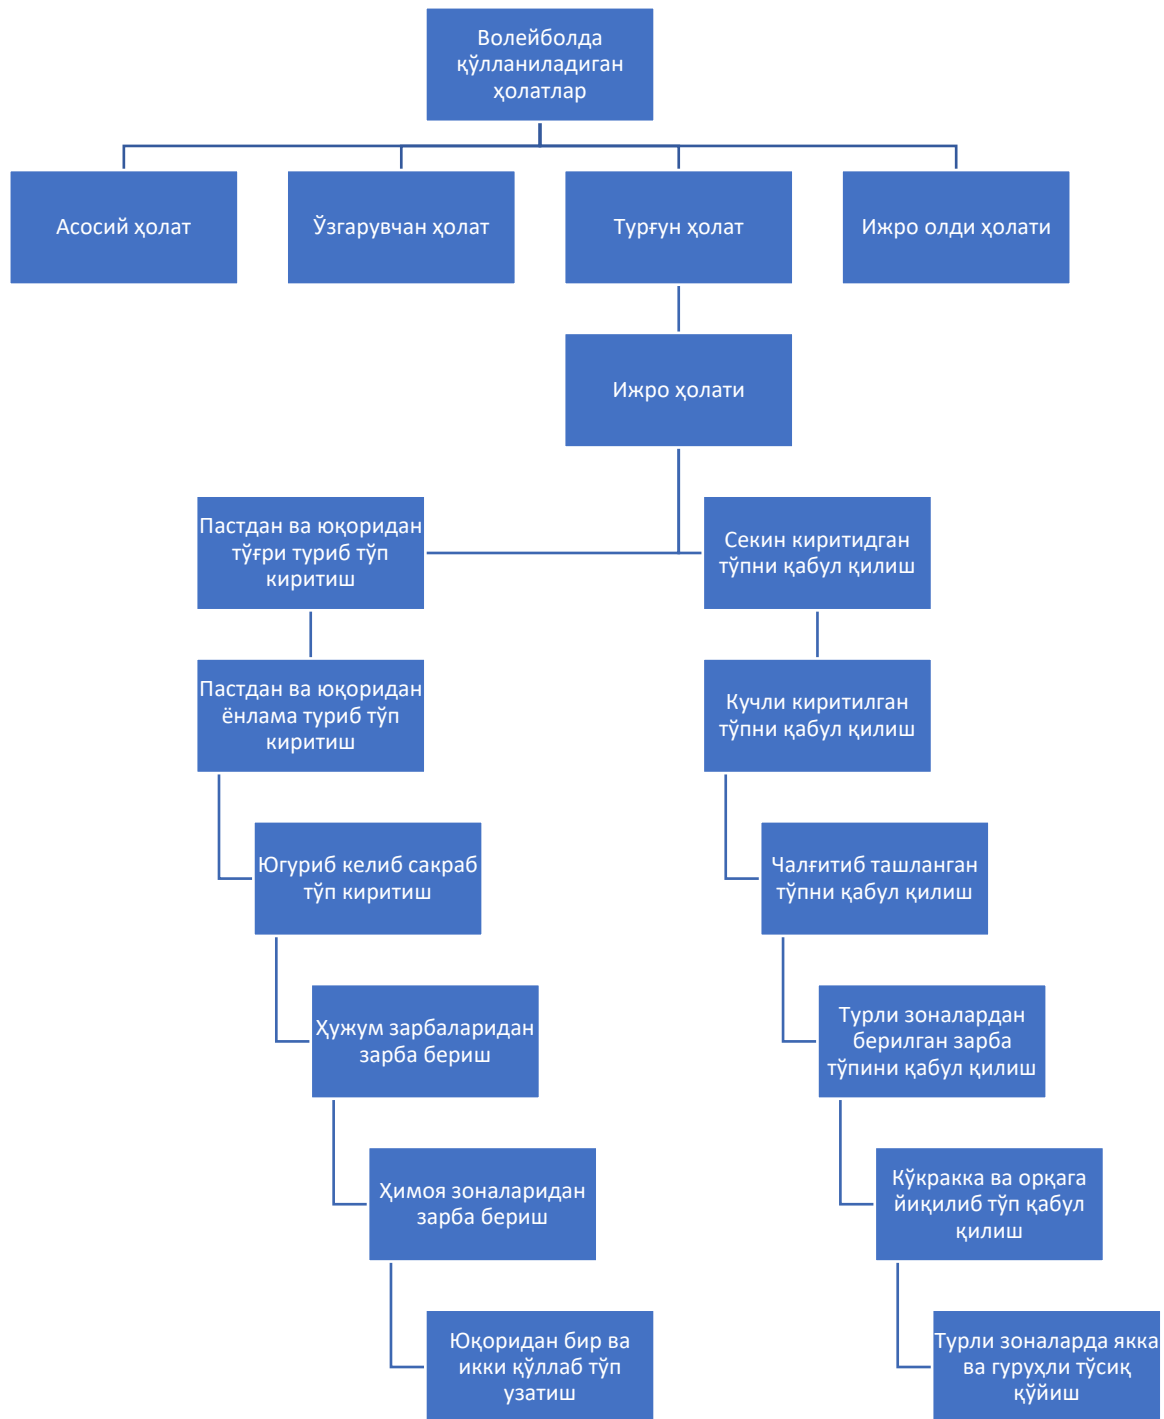 Волейболда
қўлланиладиган
ҳолатлар
Асосий ҳолат
Ўзгарувчан ҳолат
Турғун ҳолат
Ижро олди ҳолати
Ижро ҳолати
Пастдан ва юқоридан
тўғри туриб тўп
киритиш
Секин киритидган
тўпни қабул қилиш
Пастдан ва юқоридан
ёнлама туриб тўп
киритиш
Кучли киритилган
тўпни қабул қилиш
Югуриб келиб сакраб
тўп киритиш
Чалғитиб ташланган
тўпни қабул қилиш
Ҳужум зарбаларидан
зарба бериш
Турли зоналардан
берилган зарба
тўпини қабул қилиш
Ҳимоя зоналаридан
зарба бериш
Кўкракка ва орқага
йиқилиб тўп қабул
қилиш
Юқоридан бир ва
икки қўллаб тўп
узатиш
Турли зоналарда якка
ва гуруҳли тўсиқ
қўйиш